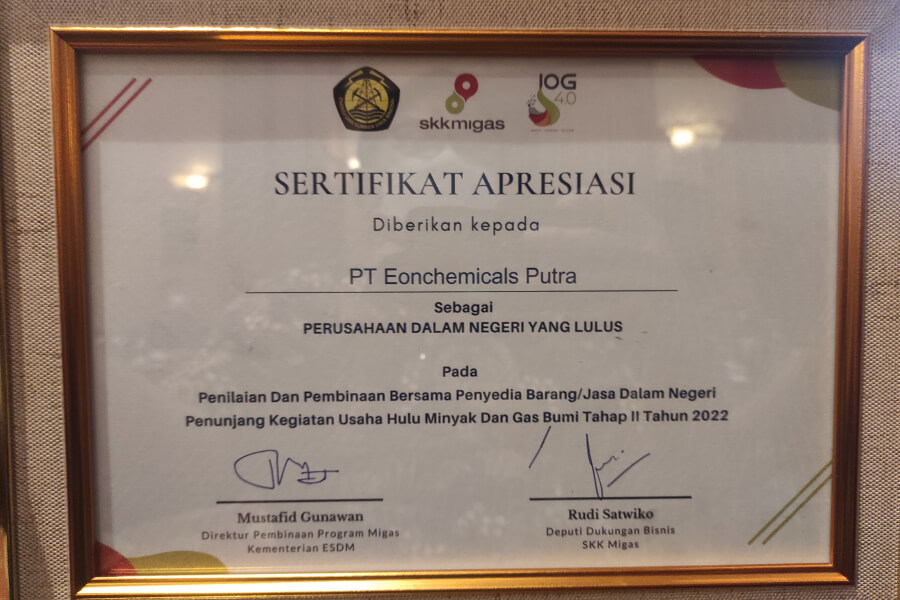 skkmigas
IOG
4.0
SERTIFIKAT APRESIASI
Diberikan kepada
PT Eonchemicals Putra
Sebagai
PERUSAHAAN DALAM NEGERI YANG LULUS
Pada
Penilaian Dan Pembinaan Bersama Penyedia Barang/Jasa Dalam Negeri
Penunjang Kegiatan Usaha Hulu Minyak Dan Gas Bumi Tahap II Tahun 2022
Mustafid Gunawan
Direktur Pembinaan Program Migas
Kementerian ESDM
Rudi Satwiko
Deputi Dukungan Bisnis
SKK Migas